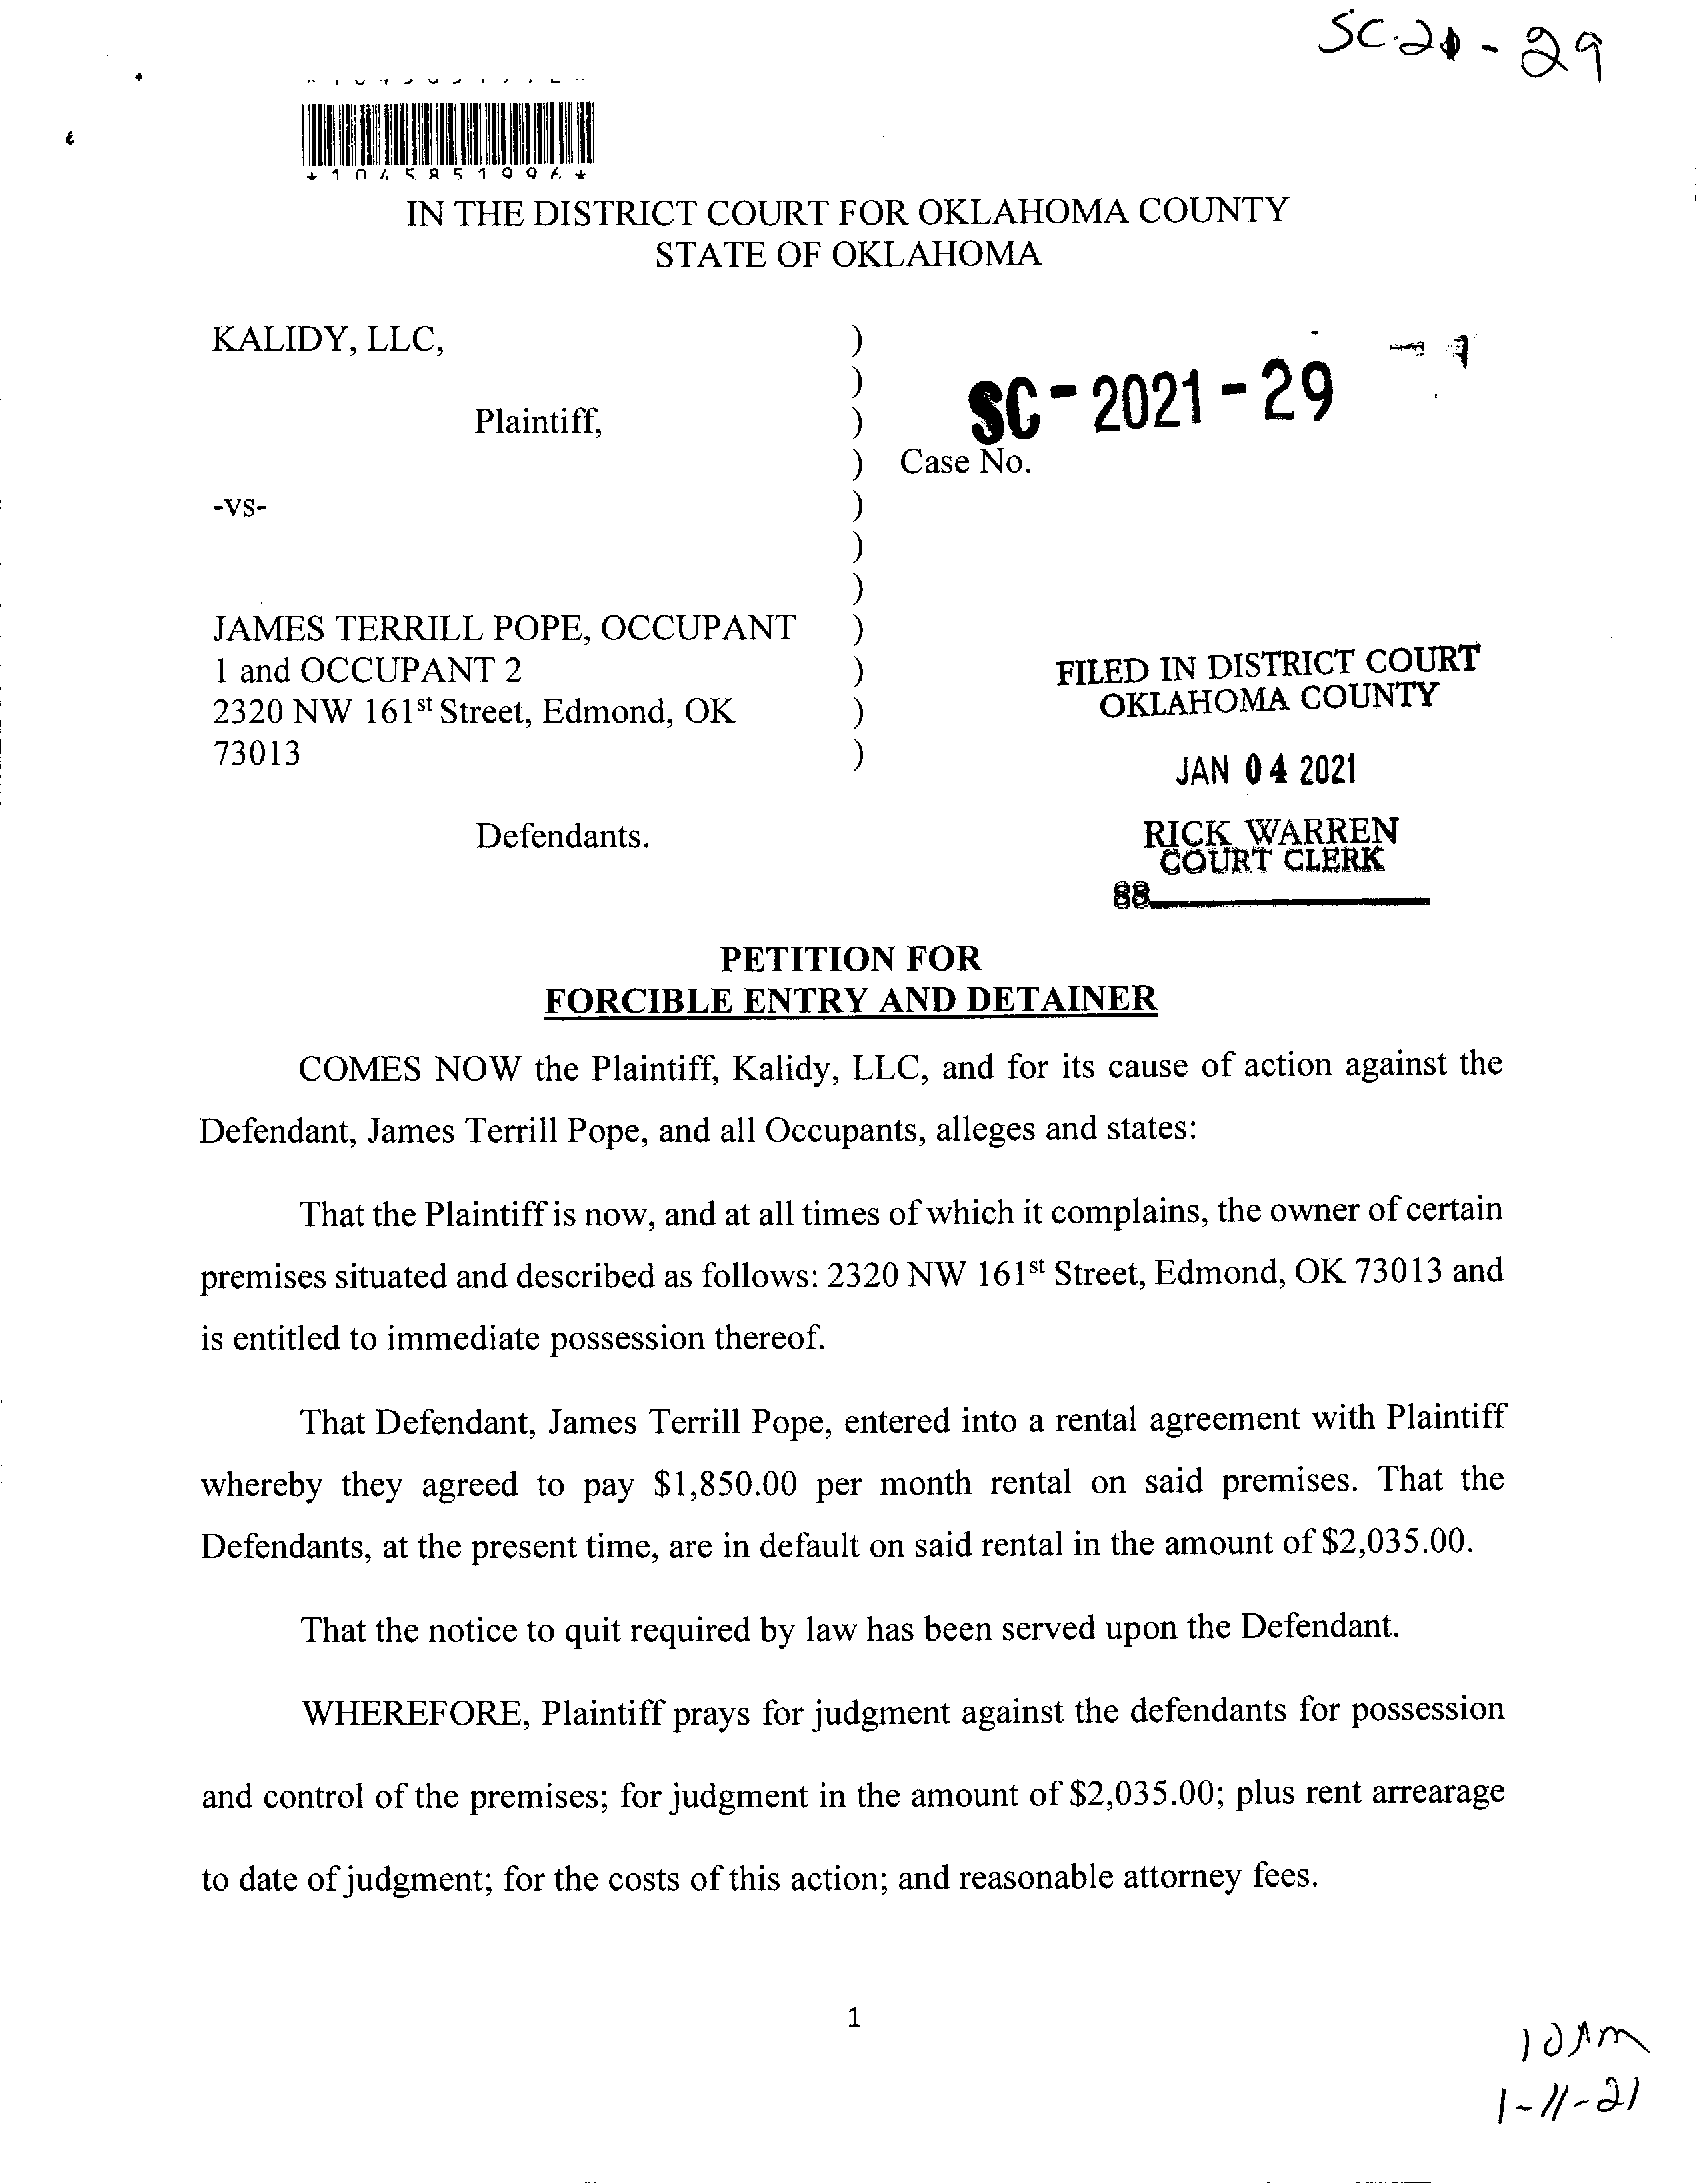 SC-21-29
*1045851996*
IN THE DISTRICT COURT FOR OKLAHOMA COUNTY
STATE OF OKLAHOMA
KALIDY, LLC, )
)
Plaintiff, )
SC-2021-29
) Case No.
-vs- )
)
)
JAMES TERRILL POPE, OCCUPANT )
1 and OCCUPANT 2 )
2320 NW 161st Street, Edmond, OK )
73013 )
Defendants.
FILED IN DISTRICT COURT
OKLAHOMA COUNTY
JAN 04 2021
RICK WARREN
COURT CLERK
88
PETITION FOR
FORCIBLE ENTRY AND DETAINER
COMES NOW the Plaintiff, Kalidy, LLC, and for its cause of action against the
Defendant, James Terrill Pope, and all Occupants, alleges and states:
That the Plaintiff is now, and at all times of which it complains, the owner of certain
premises situated and described as follows: 2320 NW 161st Street, Edmond, OK 73013 and
is entitled to immediate possession thereof.
That Defendant, James Terrill Pope, entered into a rental agreement with Plaintiff
whereby they agreed to pay $1,850.00 per month rental on said premises. That the
Defendants, at the present time, are in default on said rental in the amount of $2,035.00.
That the notice to quit required by law has been served upon the Defendant.
WHEREFORE, Plaintiff prays for judgment against the defendants for possession
and control of the premises; for judgment in the amount of $2,035.00; plus rent arrearage
to date of judgment; for the costs of this action; and reasonable attorney fees.
1
10AM
1-11-21